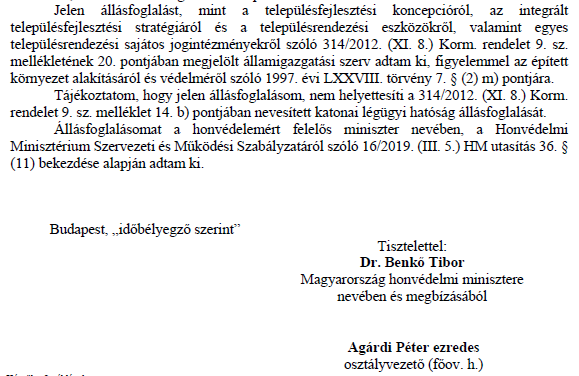 Jelen állásfoglalást, mint a településfejlesztési koncepcióról, az integrált
településfejlesztési stratégiáról és a településrendezési eszközökről, valamint egyes
településrendezési sajátos jogintézményekről szóló 314/2012. (XI. 8.) Korm. rendelet 9. sz.
mellékletének 20. pontjában megjelölt államigazgatási szerv adtam ki, figyelemmel az épített
környezet alakításáról és védelméről szóló 1997. évi LXXVIII. törvény 7. § (2) m) pontjára.
Tájékoztatom, hogy jelen állásfoglalásom, nem helyettesíti a 314/2012. (XI. 8.) Korm.
rendelet 9. sz. melléklet 14. b) pontjában nevesített katonai légügyi hatóság állásfoglalását.
Állásfoglalásomat a honvédelemért felelős miniszter nevében, a Honvédelmi
Minisztérium Szervezeti és Működési Szabályzatáról szóló 16/2019. (III. 5.) HM utasítás 36. §
(11) bekezdése alapján adtam ki.
Budapest, „időbélyegző szerint”
Tisztelettel:
Dr. Benkő Tibor
Magyarország honvédelmi minisztere
nevében és megbízásából
Agárdi Péter ezredes
osztályvezető (főov. h.)